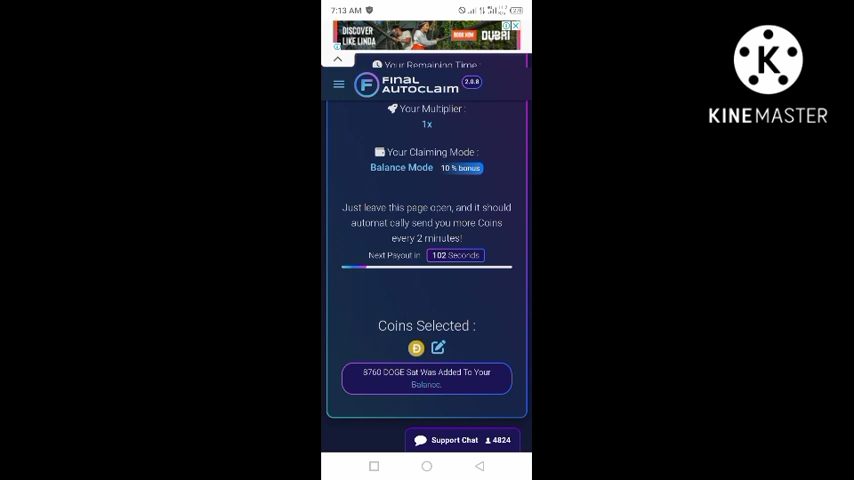 7:13 AM
DISCOVER
LIKE LINDA
BOOK NOW
DUBAI
Your Remaining Time :
FINAL
AUTOCLAIM
2.0.8
Your Multiplier :
1x
Your Claiming Mode :
Balance Mode 10 % bonus
Just leave this page open, and it should
automatically send you more Coins
every 2 minutes!
Next Payout in 102 Seconds
Coins Selected :
8760 DOGE Sat Was Added To Your
Balance.
Support Chat 4824
K
KINEMASTER